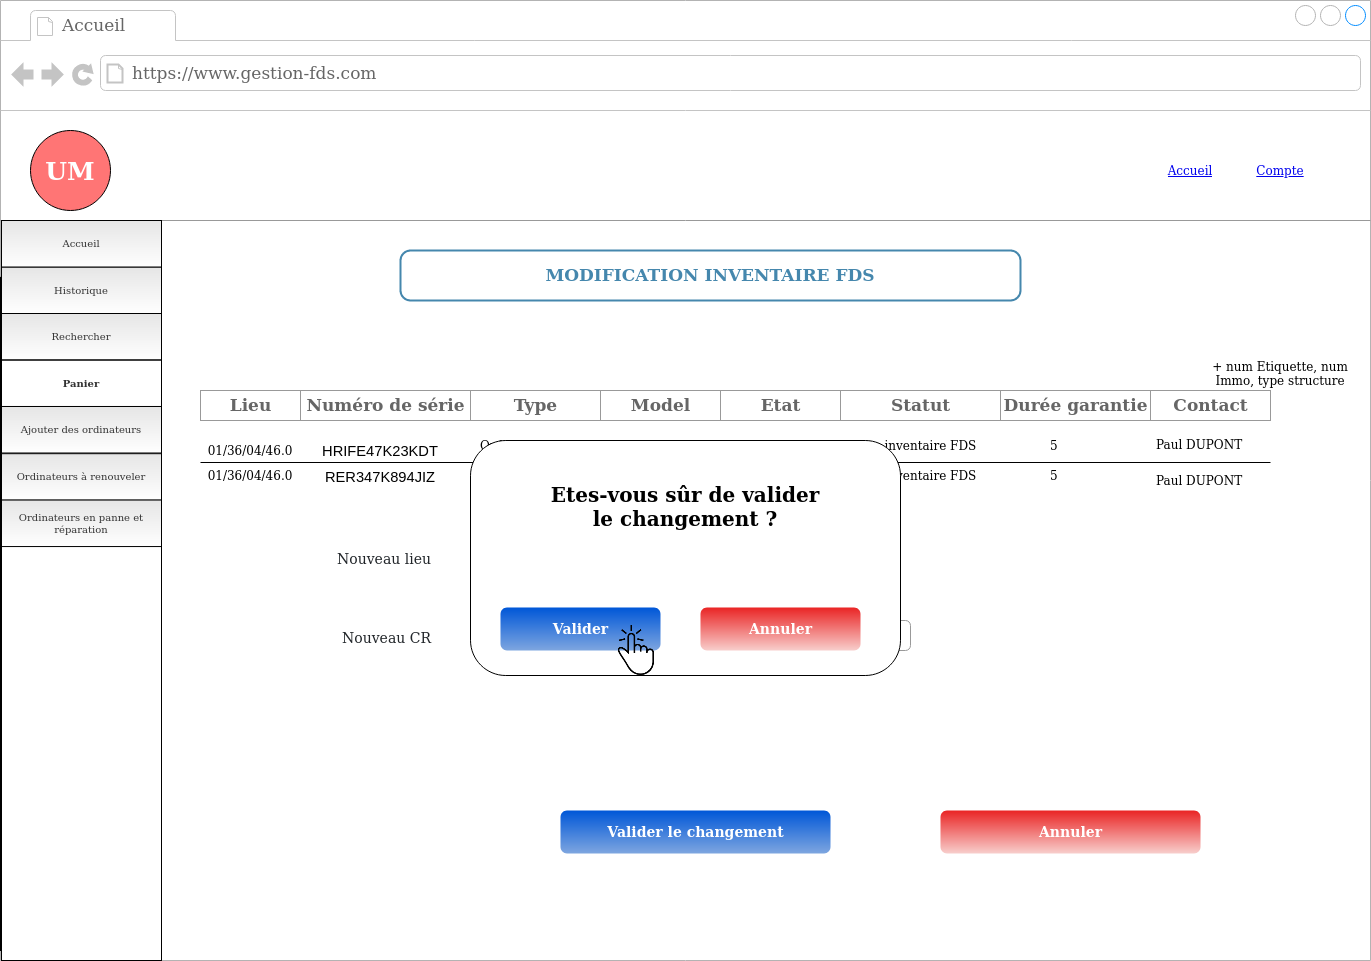 Accueil
https://www.gestion-fds.com
UM
Accueil Compte
Accueil
Historique
Rechercher
Panier
Ajouter des ordinateurs
Ordinateurs à renouveler
Ordinateurs en panne et
réparation
MODIFICATION INVENTAIRE FDS
+ num Etiquette, num
Immo, type structure
Lieu Numéro de série Type Model Etat Statut Durée garantie Contact
01/36/04/46.0 HRIFE47K23KDT inventaire FDS 5 Paul DUPONT
01/36/04/46.0 RER347K894JIZ FDS 5 Paul DUPONT
Nouveau lieu
Nouveau CR
Etes-vous sûr de valider
le changement ?
Valider Annuler
Valider le changement Annuler